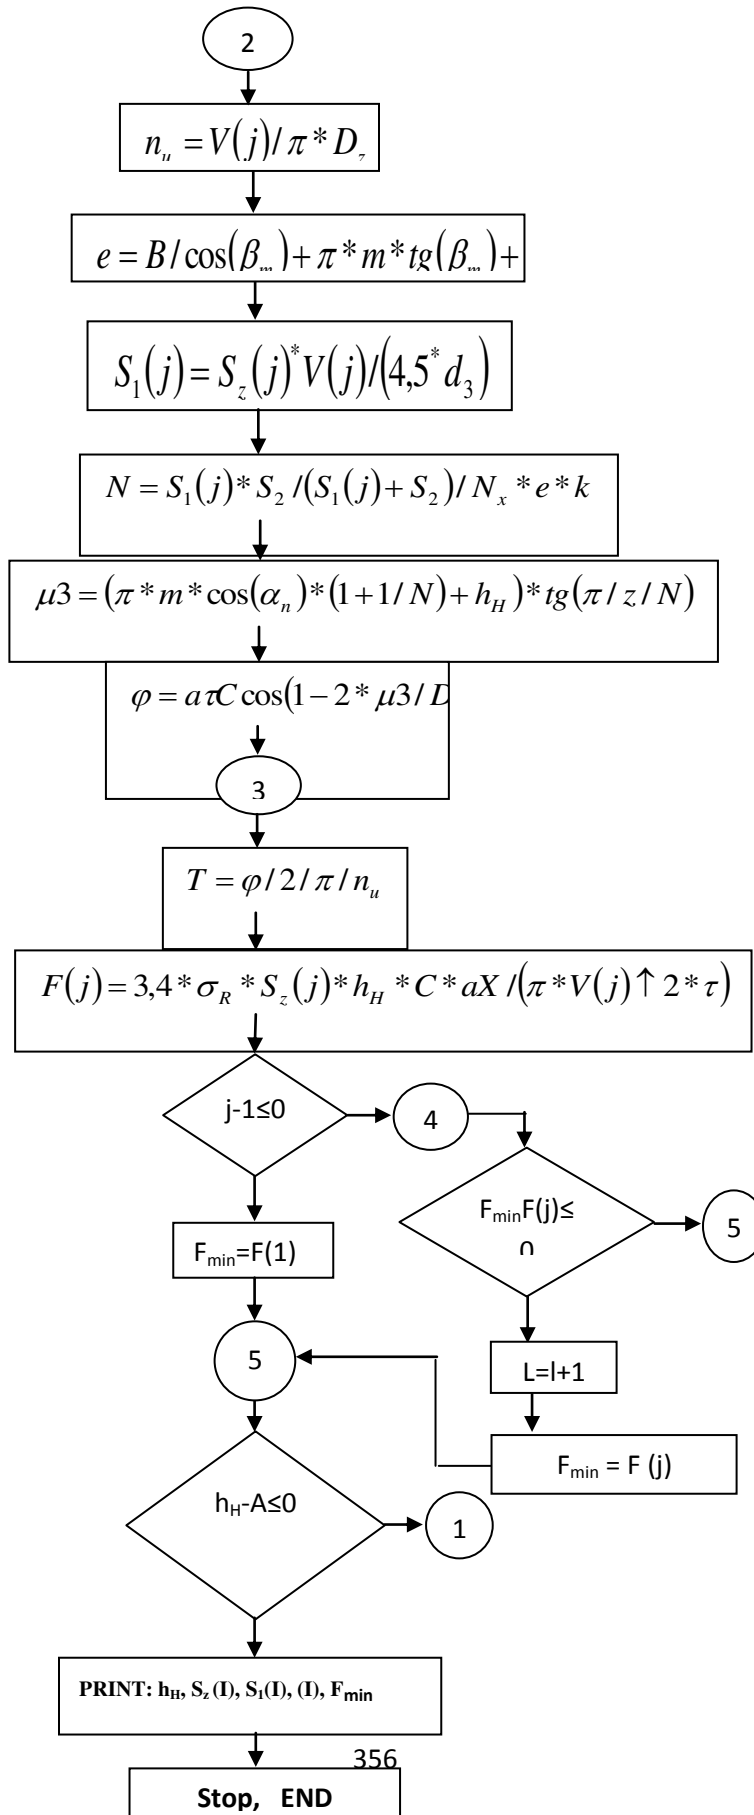 2
n_u = V(j)/π*D_z
e = B/cos(β_m)+π*m*tg(β_m)+
S_1(j) = S_z(j)*V(j)/(4,5*d_3)
N = S_1(j)*S_2/(S_1(j)+S_2)/N_x*e*k
μ3 = (π*m*cos(α_n)*(1+1/N)+h_H)*tg(π/z/N)
φ = aτC cos(1−2*μ3/D
3
T = φ/2/π/n_u
F(j) = 3,4*σ_R*S_z(j)*h_H*C*aX/(π*V(j)↑2*τ)
j-1≤0
4
F_minF(j)≤
0
5
F_min=F(1)
5
L=l+1
F_min = F (j)
h_H-A≤0
1
PRINT: h_H, S_z (I), S_1(I), (I), F_min
356
Stop, END